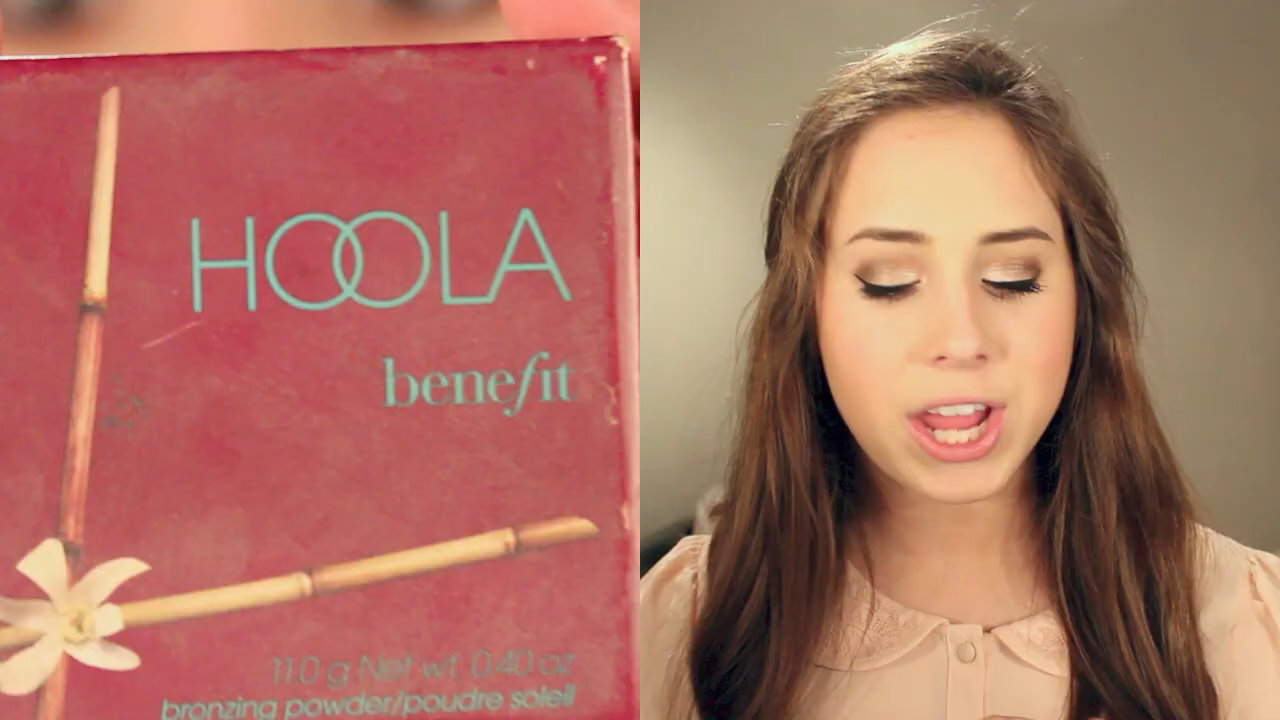 HOOLA
benefit
11.0 g Net wt. 0.40 oz
bronzing powder/poudre soleil